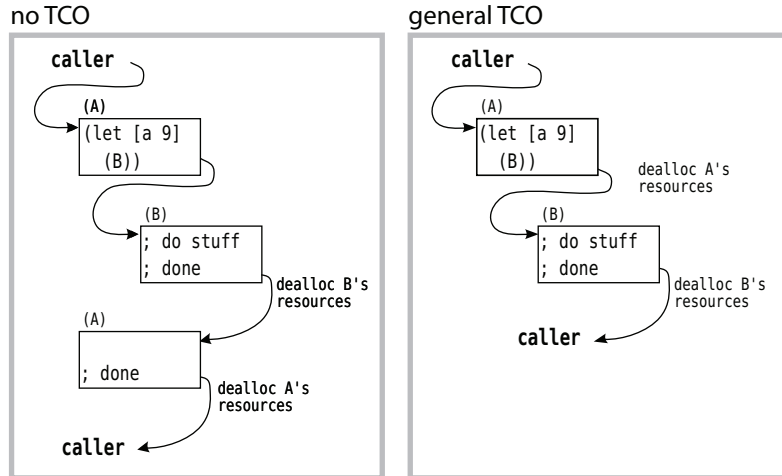 no TCO
caller
(A)
(let [a 9]
(B))
(B)
; do stuff
; done
dealloc B's
resources
(A)
; done
dealloc A's
resources
caller
general TCO
caller
(A)
(let [a 9]
(B))
dealloc A's
resources
(B)
; do stuff
; done
dealloc B's
resources
caller